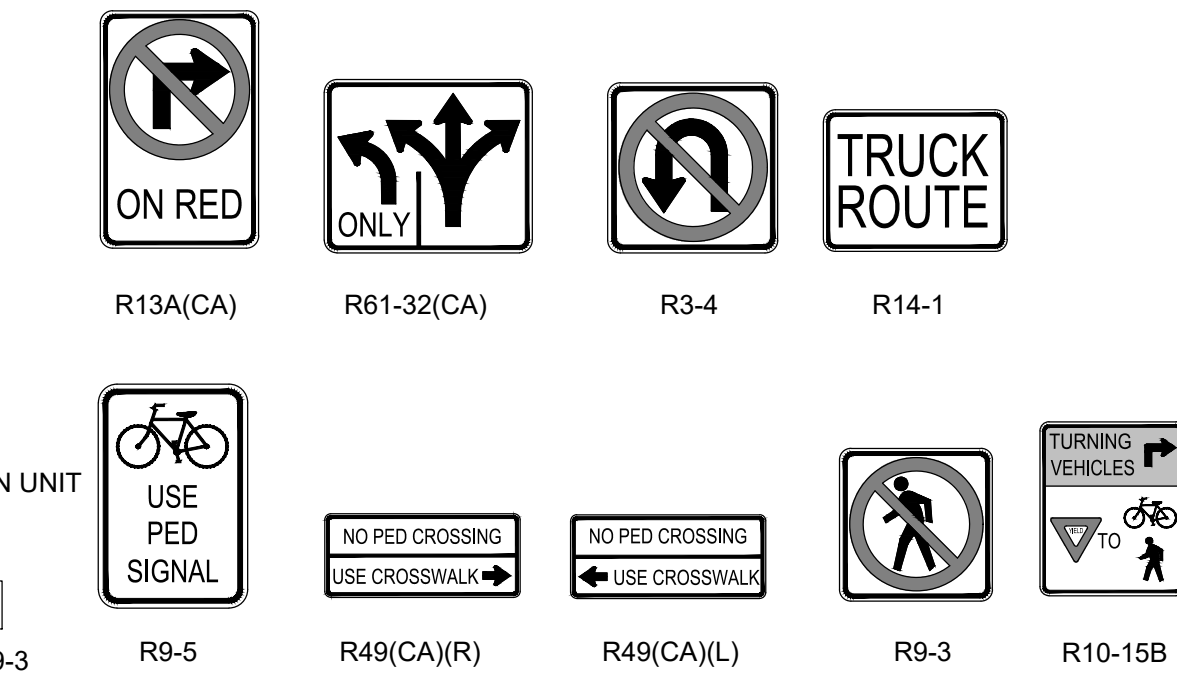 ON RED
ONLY
TRUCK
ROUTE
R13A(CA)
R61-32(CA)
R3-4
R14-1
N UNIT
9-3
USE
PED
SIGNAL
NO PED CROSSING
USE CROSSWALK
NO PED CROSSING
USE CROSSWALK
TURNING
VEHICLES
YIELD
TO
R9-5
R49(CA)(R)
R49(CA)(L)
R9-3
R10-15B